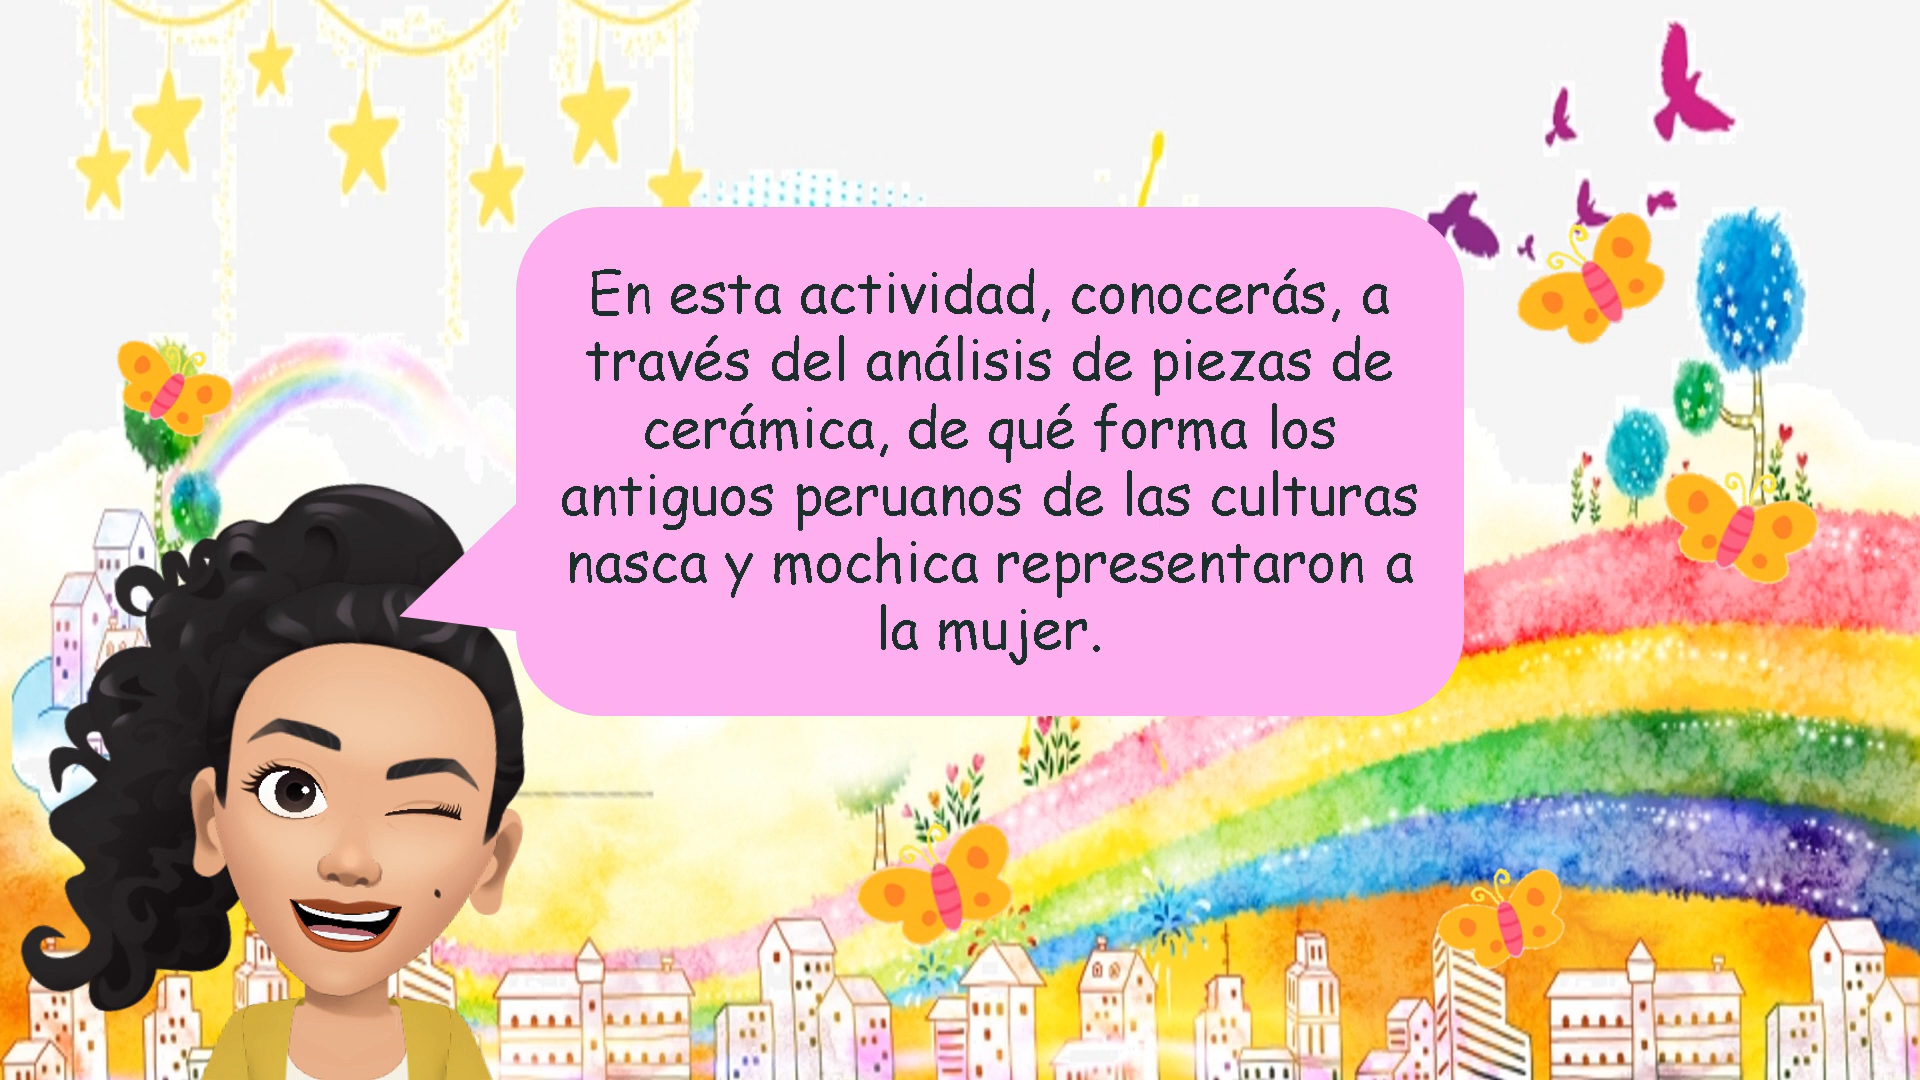 En esta actividad, conocerás, a
través del análisis de piezas de
cerámica, de qué forma los
antiguos peruanos de las culturas
nasca y mochica representaron a
la mujer.